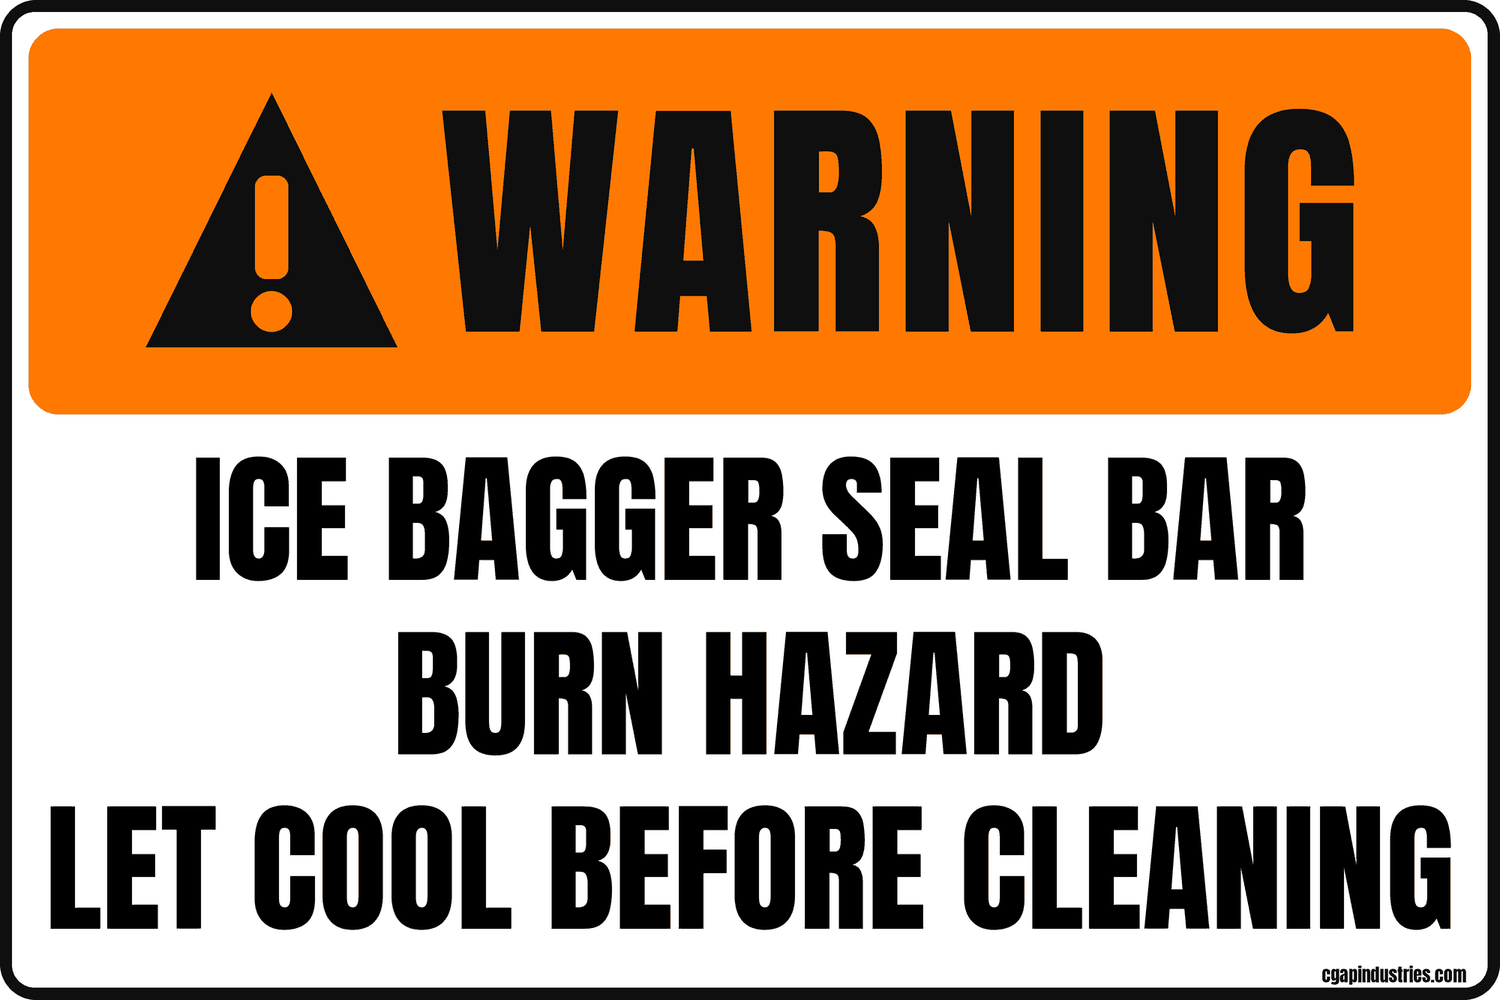 WARNING
ICE BAGGER SEAL BAR
BURN HAZARD
LET COOL BEFORE CLEANING
cgapindustries.com